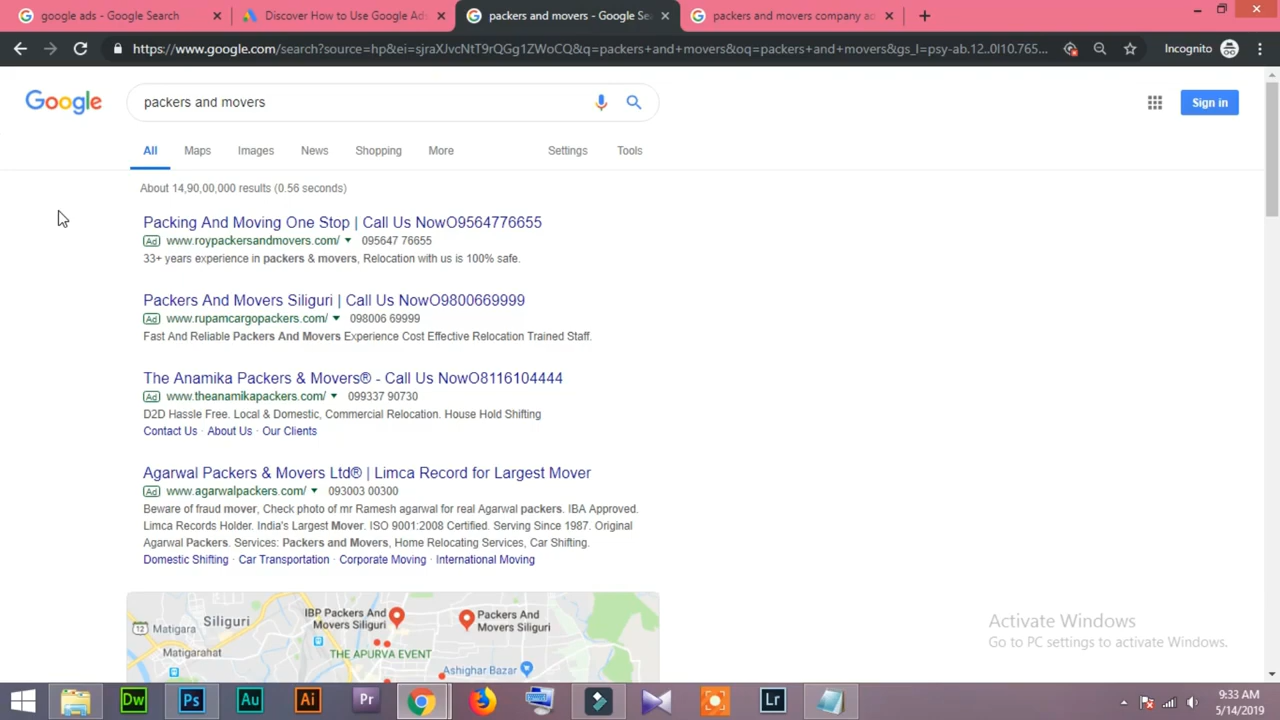 google ads - Google Search
Discover How to Use Google Ads
packers and movers - Google Se
packers and movers company ad
https://www.google.com/search?source=hp&ei=sjraXJvcNtT9rQGg1ZWoCQ&q=packers+and+movers&oq=packers+and+movers&gs_l=psy-ab.12..0l10.765...
Incognito
Google
packers and movers
Sign in
All
Maps
Images
News
Shopping
More
Settings
Tools
About 14,90,00,000 results (0.56 seconds)
Packing And Moving One Stop | Call Us NowO9564776655
Ad www.roypackersandmovers.com/ 095647 76655
33+ years experience in packers & movers, Relocation with us is 100% safe.
Packers And Movers Siliguri | Call Us NowO9800669999
Ad www.rupamcargopackers.com/ 098006 69999
Fast And Reliable Packers And Movers Experience Cost Effective Relocation Trained Staff.
The Anamika Packers & Movers® - Call Us NowO8116104444
Ad www.theanamikapackers.com/ 099337 90730
D2D Hassle Free. Local & Domestic, Commercial Relocation. House Hold Shifting
Contact Us · About Us · Our Clients
Agarwal Packers & Movers Ltd® | Limca Record for Largest Mover
Ad www.agarwalpackers.com/ 093003 00300
Beware of fraud mover, Check photo of mr Ramesh agarwal for real Agarwal packers. IBA Approved.
Limca Records Holder. India's Largest Mover. ISO 9001:2008 Certified. Serving Since 1987. Original
Agarwal Packers. Services: Packers and Movers, Home Relocating Services, Car Shifting.
Domestic Shifting · Car Transportation · Corporate Moving · International Moving
IBP Packers And
Movers Siliguri
Packers And
Movers Siliguri
12
Matigara
Siliguri
Matigarahat
THE APURVA EVENT
Ashighar Bazar
Activate Windows
Go to PC settings to activate Windows.
Dw
Ps
Au
Ai
Pr
Lr
9:33 AM
5/14/2019